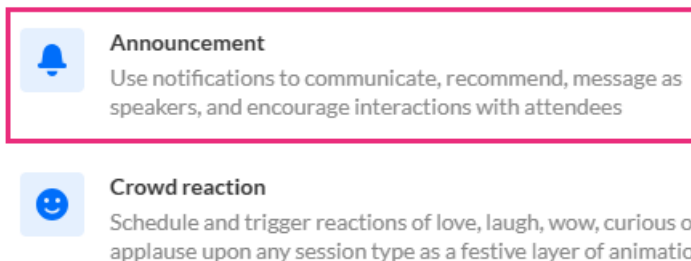 Announcement
Use notifications to communicate, recommend, message as
speakers, and encourage interactions with attendees
Crowd reaction
Schedule and trigger reactions of love, laugh, wow, curious
applause upon any session type as a festive layer of